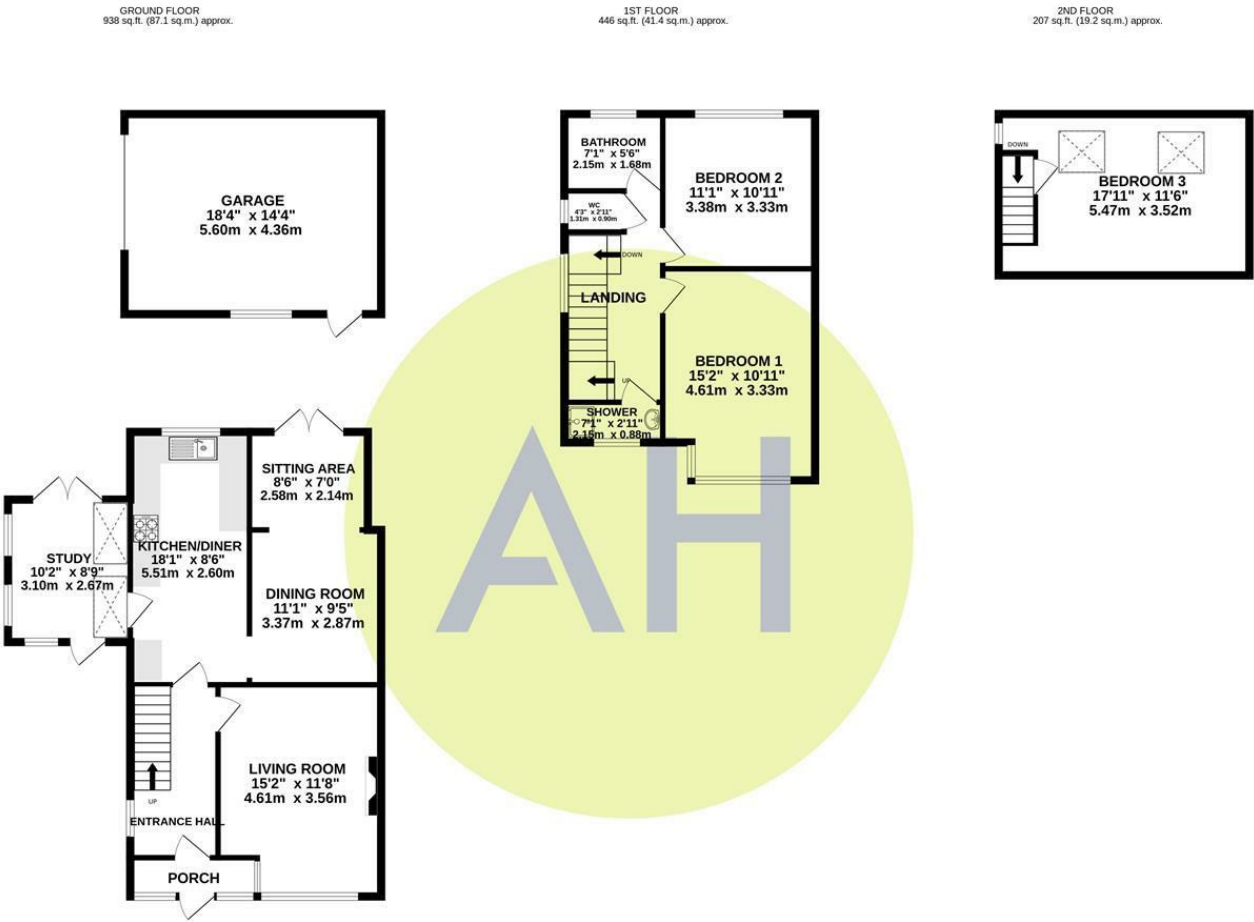 GROUND FLOOR
938 sq.ft. (87.1 sq.m.) approx.
1ST FLOOR
446 sq.ft. (41.4 sq.m.) approx.
2ND FLOOR
207 sq.ft. (19.2 sq.m.) approx.
GARAGE
18'4" x 14'4"
5.60m x 4.36m
SITTING AREA
8'6" x 7'0"
2.58m x 2.14m
KITCHEN/DINER
18'1" x 8'6"
5.51m x 2.60m
STUDY
10'2" x 8'9"
3.10m x 2.67m
DINING ROOM
11'1" x 9'5"
3.37m x 2.87m
LIVING ROOM
15'2" x 11'8"
4.61m x 3.56m
UP
ENTRANCE HALL
PORCH
BATHROOM
7'1" x 5'6"
2.15m x 1.68m
BEDROOM 2
11'1" x 10'11"
3.38m x 3.33m
WC
4'3" x 2'11"
1.31m x 0.90m
DOWN
LANDING
BEDROOM 1
15'2" x 10'11"
4.61m x 3.33m
UP
SHOWER
7'1" x 2'11"
2.15m x 0.88m
DOWN
BEDROOM 3
17'11" x 11'6"
5.47m x 3.52m
AH